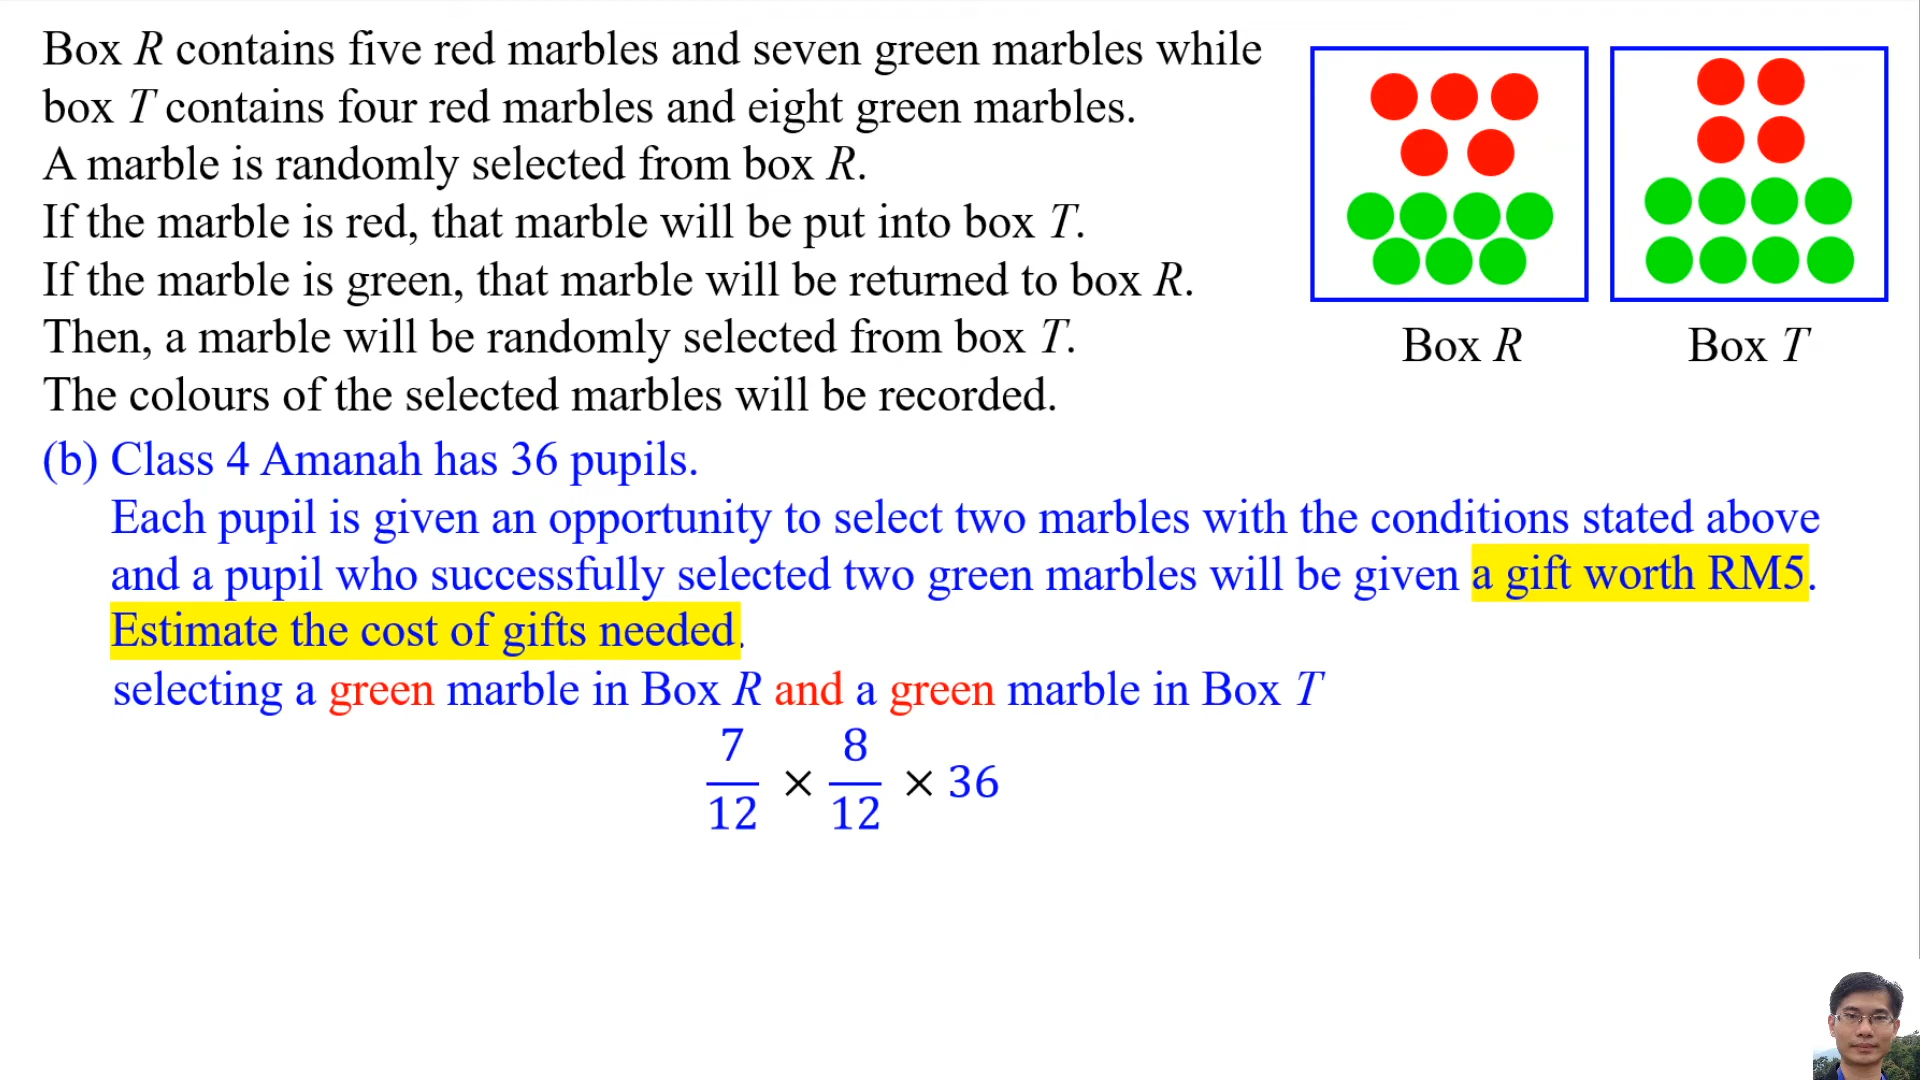 Box R contains five red marbles and seven green marbles while
box T contains four red marbles and eight green marbles.
A marble is randomly selected from box R.
If the marble is red, that marble will be put into box T.
If the marble is green, that marble will be returned to box R.
Then, a marble will be randomly selected from box T.
The colours of the selected marbles will be recorded.
Box R
Box T
(b) Class 4 Amanah has 36 pupils.
Each pupil is given an opportunity to select two marbles with the conditions stated above
and a pupil who successfully selected two green marbles will be given a gift worth RM5.
Estimate the cost of gifts needed.
selecting a green marble in Box R and a green marble in Box T
7/12 × 8/12 × 36